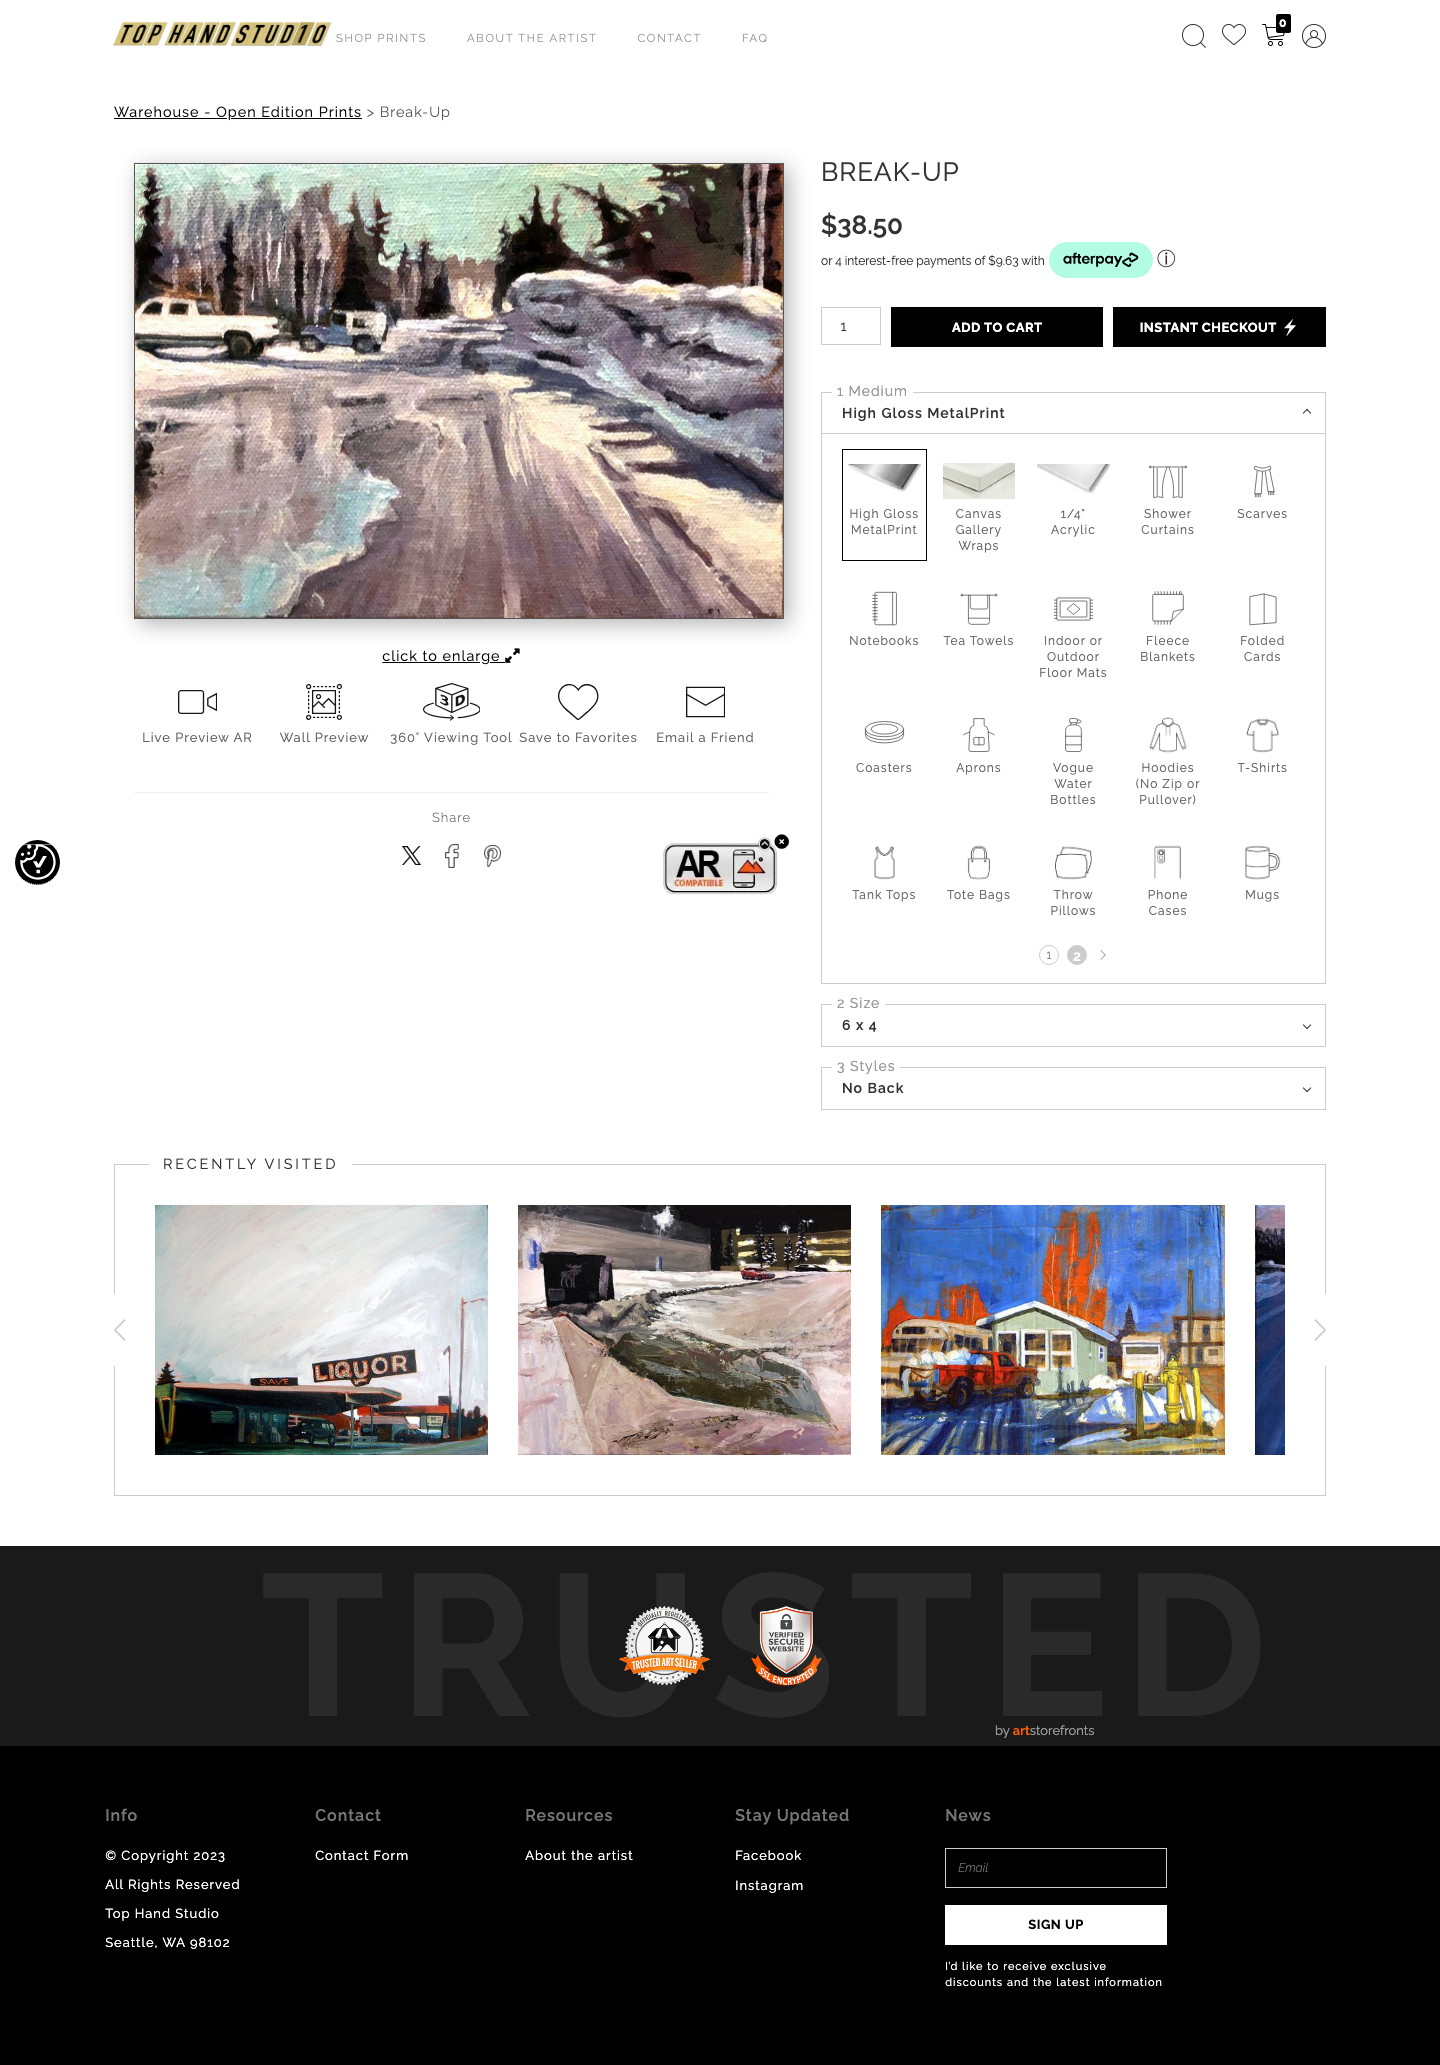 TOP HAND STUD10
SHOP PRINTS
ABOUT THE ARTIST
CONTACT
FAQ
0
Warehouse - Open Edition Prints > Break-Up
BREAK-UP
$38.50
or 4 interest-free payments of $9.63 with afterpay
1
ADD TO CART
INSTANT CHECKOUT
1 Medium
High Gloss MetalPrint
High Gloss
MetalPrint
Canvas
Gallery
Wraps
1/4"
Acrylic
Shower
Curtains
Scarves
Notebooks
Tea Towels
Indoor or
Outdoor
Floor Mats
Fleece
Blankets
Folded
Cards
Coasters
Aprons
Vogue
Water
Bottles
Hoodies
(No Zip or
Pullover)
T-Shirts
Tank Tops
Tote Bags
Throw
Pillows
Phone
Cases
Mugs
1
2
2 Size
6 x 4
3 Styles
No Back
click to enlarge
3D
Live Preview AR
Wall Preview
360° Viewing Tool
Save to Favorites
Email a Friend
Share
AR
COMPATIBLE
RECENTLY VISITED
LIQUOR
SAVE
TRUSTED
OFFICIALLY REGISTERED
TRUSTED ART SELLER
VERIFIED
SECURE
WEBSITE
SSL ENCRYPTED
by artstorefronts
Info
© Copyright 2023
All Rights Reserved
Top Hand Studio
Seattle, WA 98102
Contact
Contact Form
Resources
About the artist
Stay Updated
Facebook
Instagram
News
Email
SIGN UP
I'd like to receive exclusive
discounts and the latest information